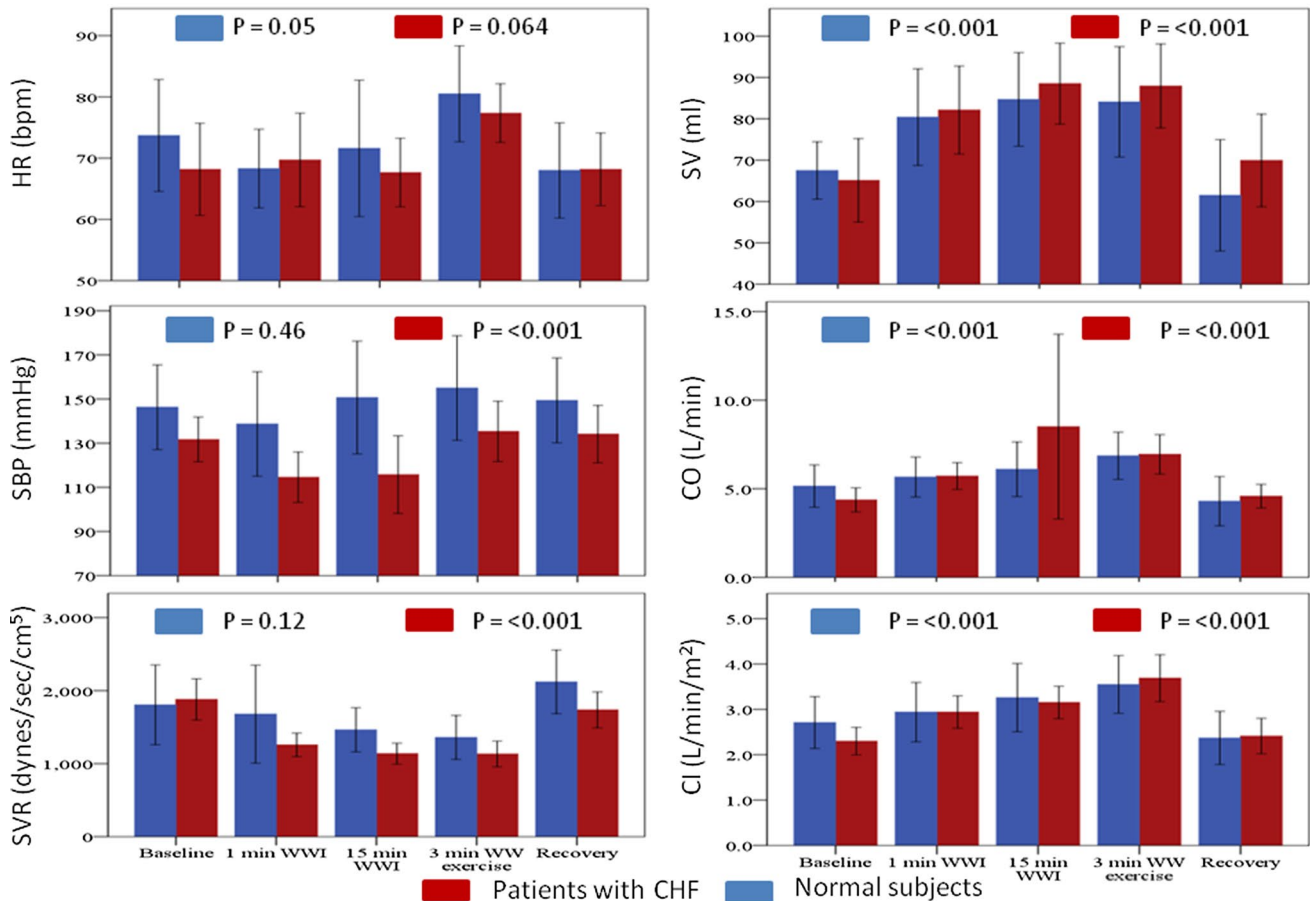 P = 0.05 P = 0.064
HR (bpm)
90
80
70
60
50
P = <0.001 P = <0.001
SV (ml)
100
90
80
70
60
50
40
P = 0.46 P = <0.001
SBP (mmHg)
190
170
150
130
110
90
70
P = <0.001 P = <0.001
CO (L/min)
15.0
10.0
5.0
0.0
P = 0.12 P = <0.001
SVR (dynes/sec/cm⁵)
3,000
2,000
1,000
0
Baseline 1 min WWI 15 min WWI 3 min WW exercise Recovery
P = <0.001 P = <0.001
CI (L/min/m²)
5.0
4.0
3.0
2.0
1.0
0.0
Baseline 1 min WWI 15 min WWI 3 min WW exercise Recovery
Patients with CHF Normal subjects